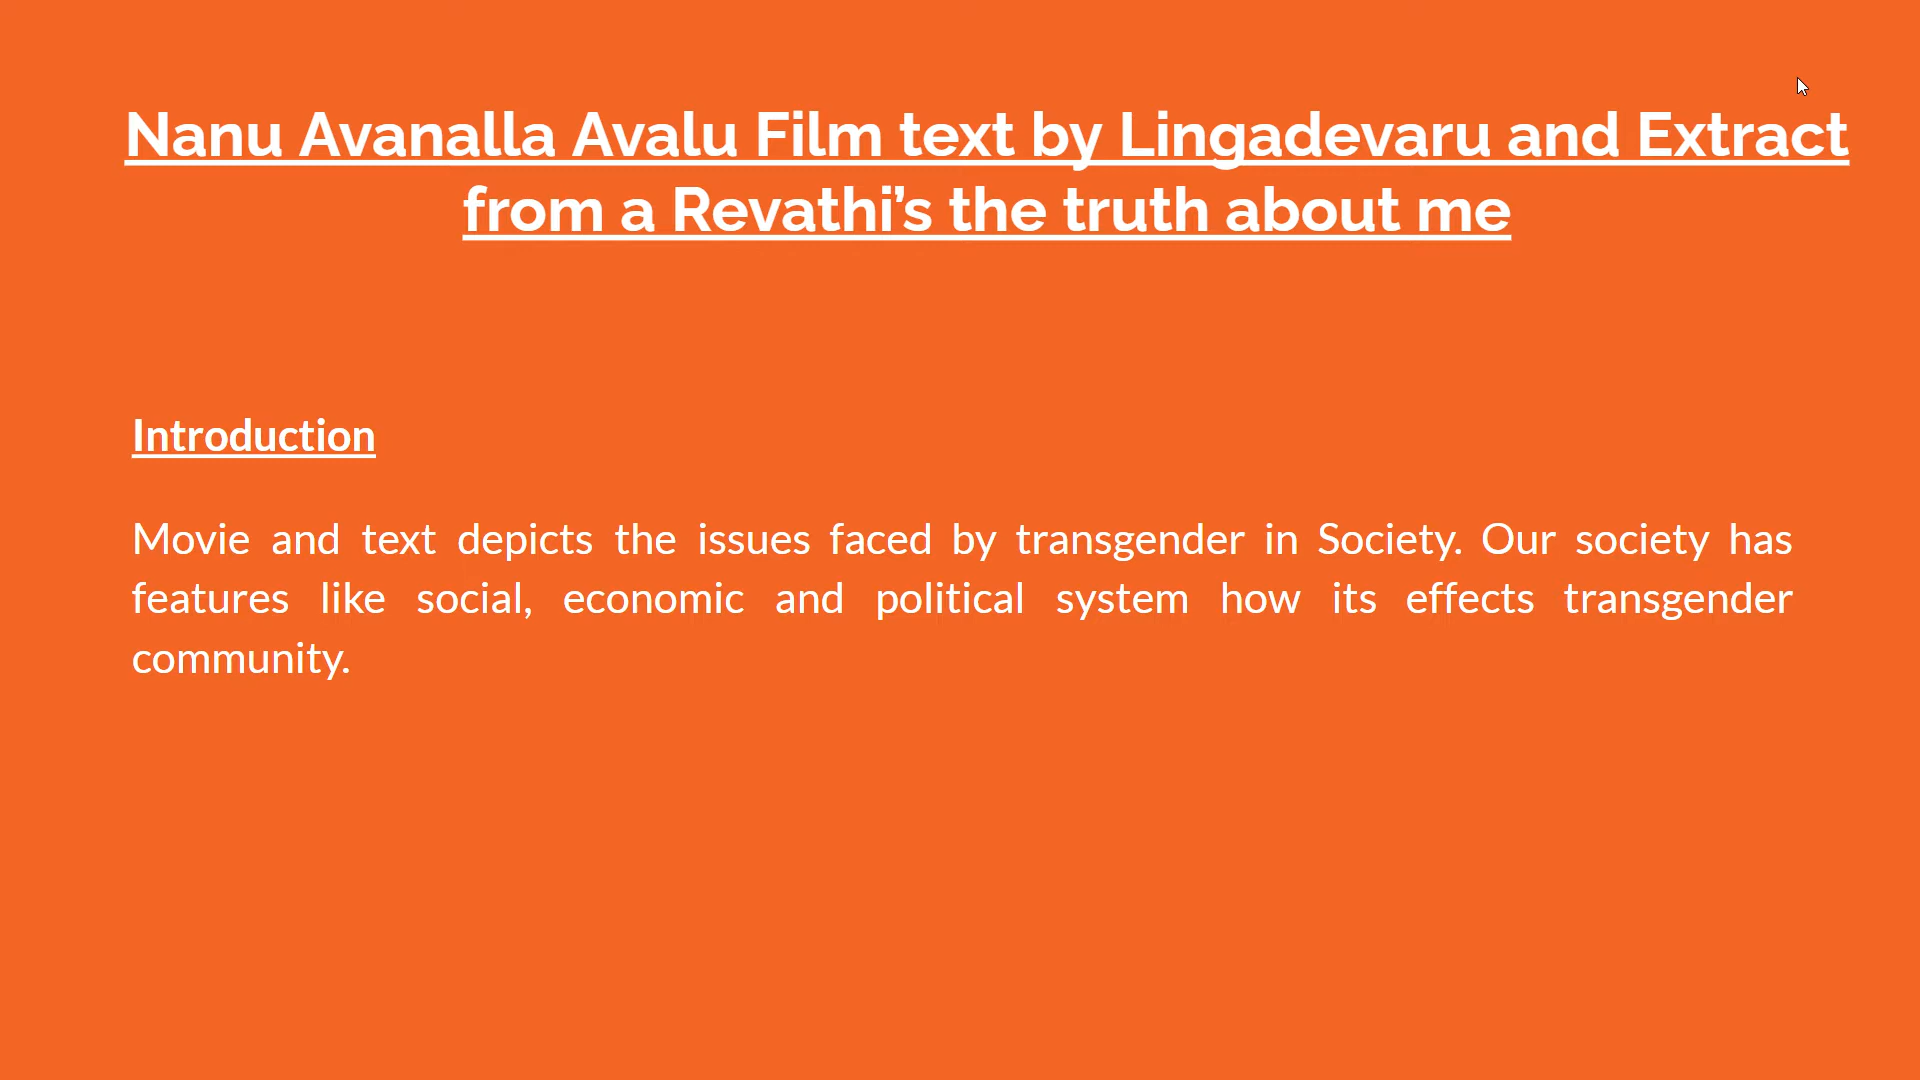 Nanu Avanalla Avalu Film text by Lingadevaru and Extract
from a Revathi’s the truth about me
Introduction
Movie and text depicts the issues faced by transgender in Society. Our society has
features like social, economic and political system how its effects transgender
community.